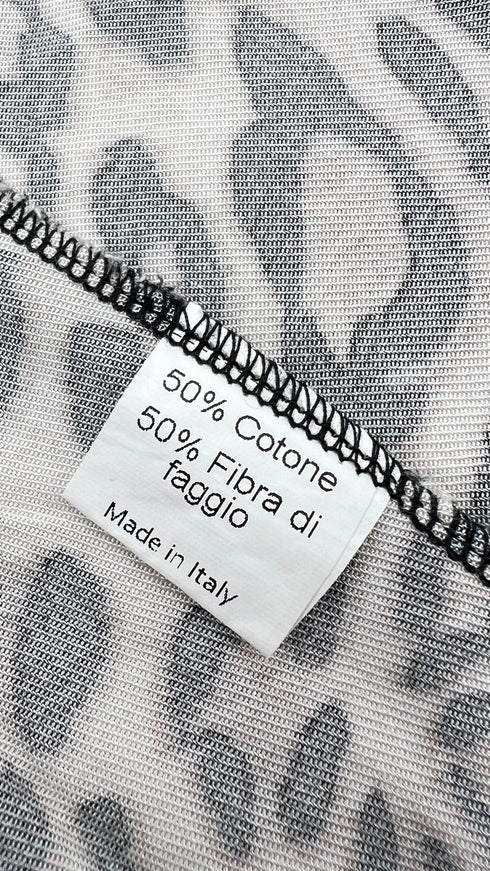 50% Cotone
50% Fibra di
faggio
Made in Italy